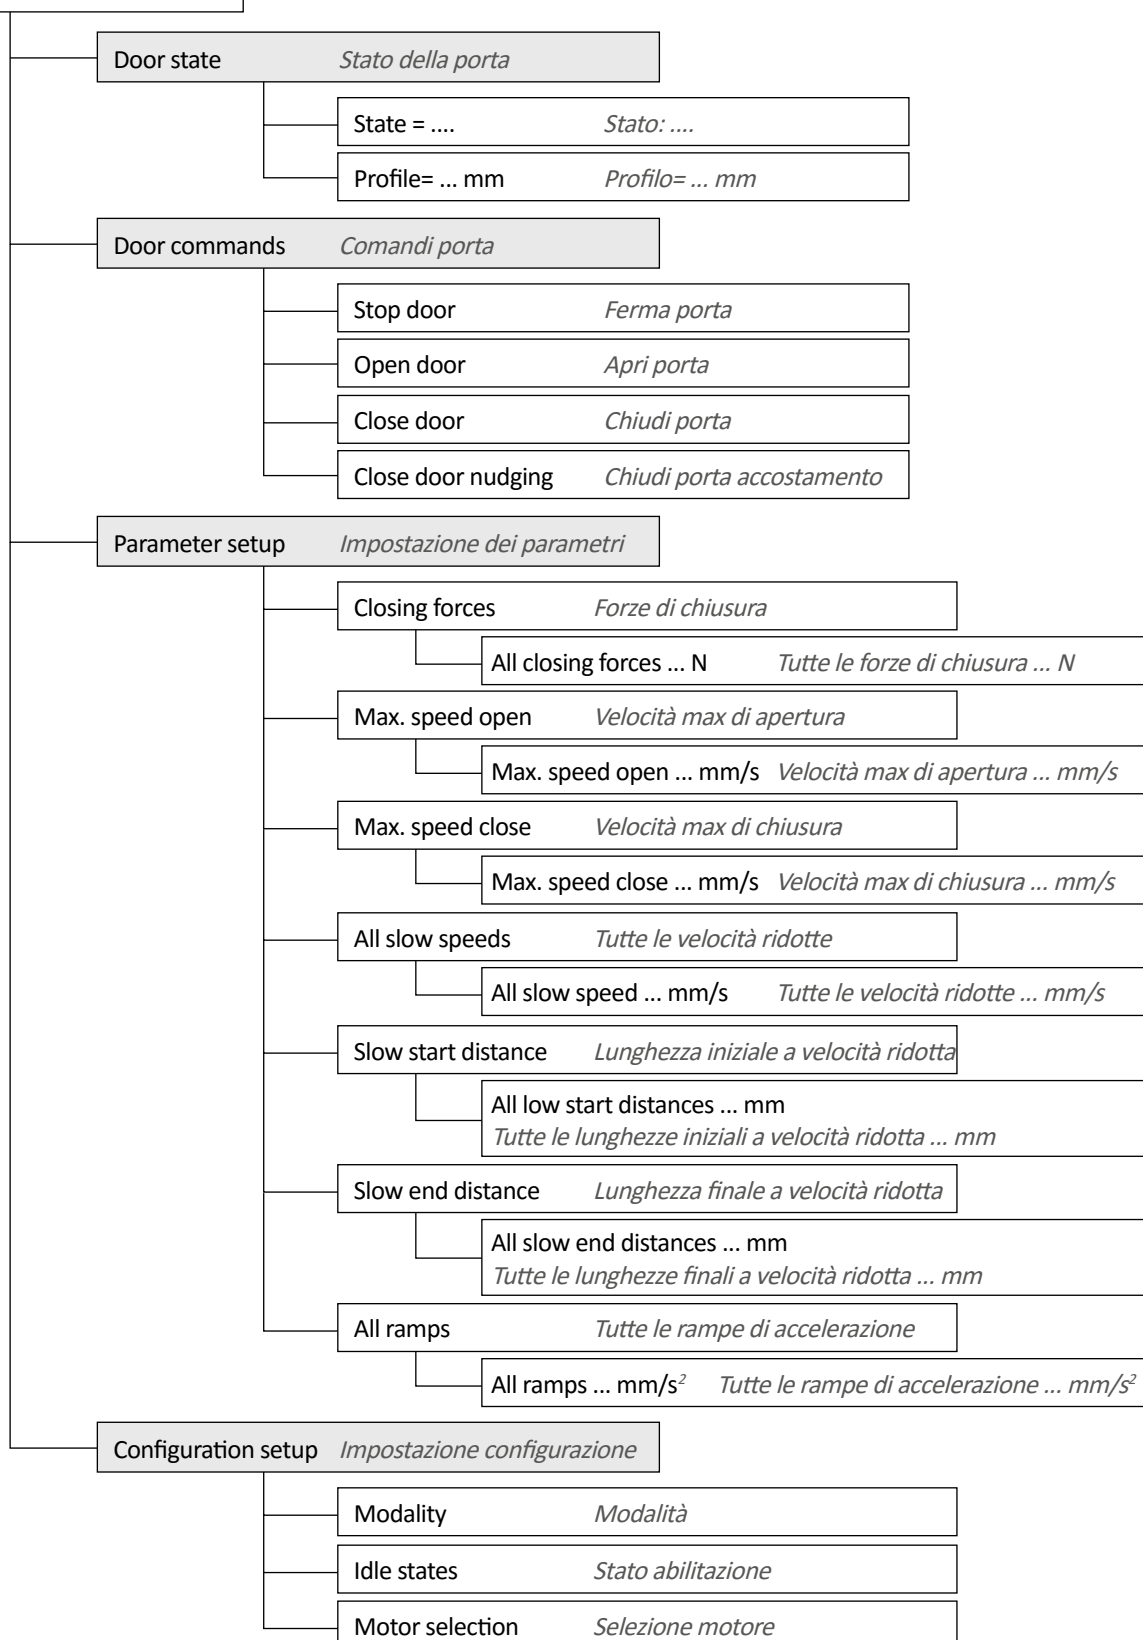 Door state Stato della porta
State = .... Stato: ....
Profile= ... mm Profilo= ... mm
Door commands Comandi porta
Stop door Ferma porta
Open door Apri porta
Close door Chiudi porta
Close door nudging Chiudi porta accostamento
Parameter setup Impostazione dei parametri
Closing forces Forze di chiusura
All closing forces ... N Tutte le forze di chiusura ... N
Max. speed open Velocità max di apertura
Max. speed open ... mm/s Velocità max di apertura ... mm/s
Max. speed close Velocità max di chiusura
Max. speed close ... mm/s Velocità max di chiusura ... mm/s
All slow speeds Tutte le velocità ridotte
All slow speed ... mm/s Tutte le velocità ridotte ... mm/s
Slow start distance Lunghezza iniziale a velocità ridotta
All low start distances ... mm
Tutte le lunghezze iniziali a velocità ridotta ... mm
Slow end distance Lunghezza finale a velocità ridotta
All slow end distances ... mm
Tutte le lunghezze finali a velocità ridotta ... mm
All ramps Tutte le rampe di accelerazione
All ramps ... mm/s² Tutte le rampe di accelerazione ... mm/s²
Configuration setup Impostazione configurazione
Modality Modalità
Idle states Stato abilitazione
Motor selection Selezione motore